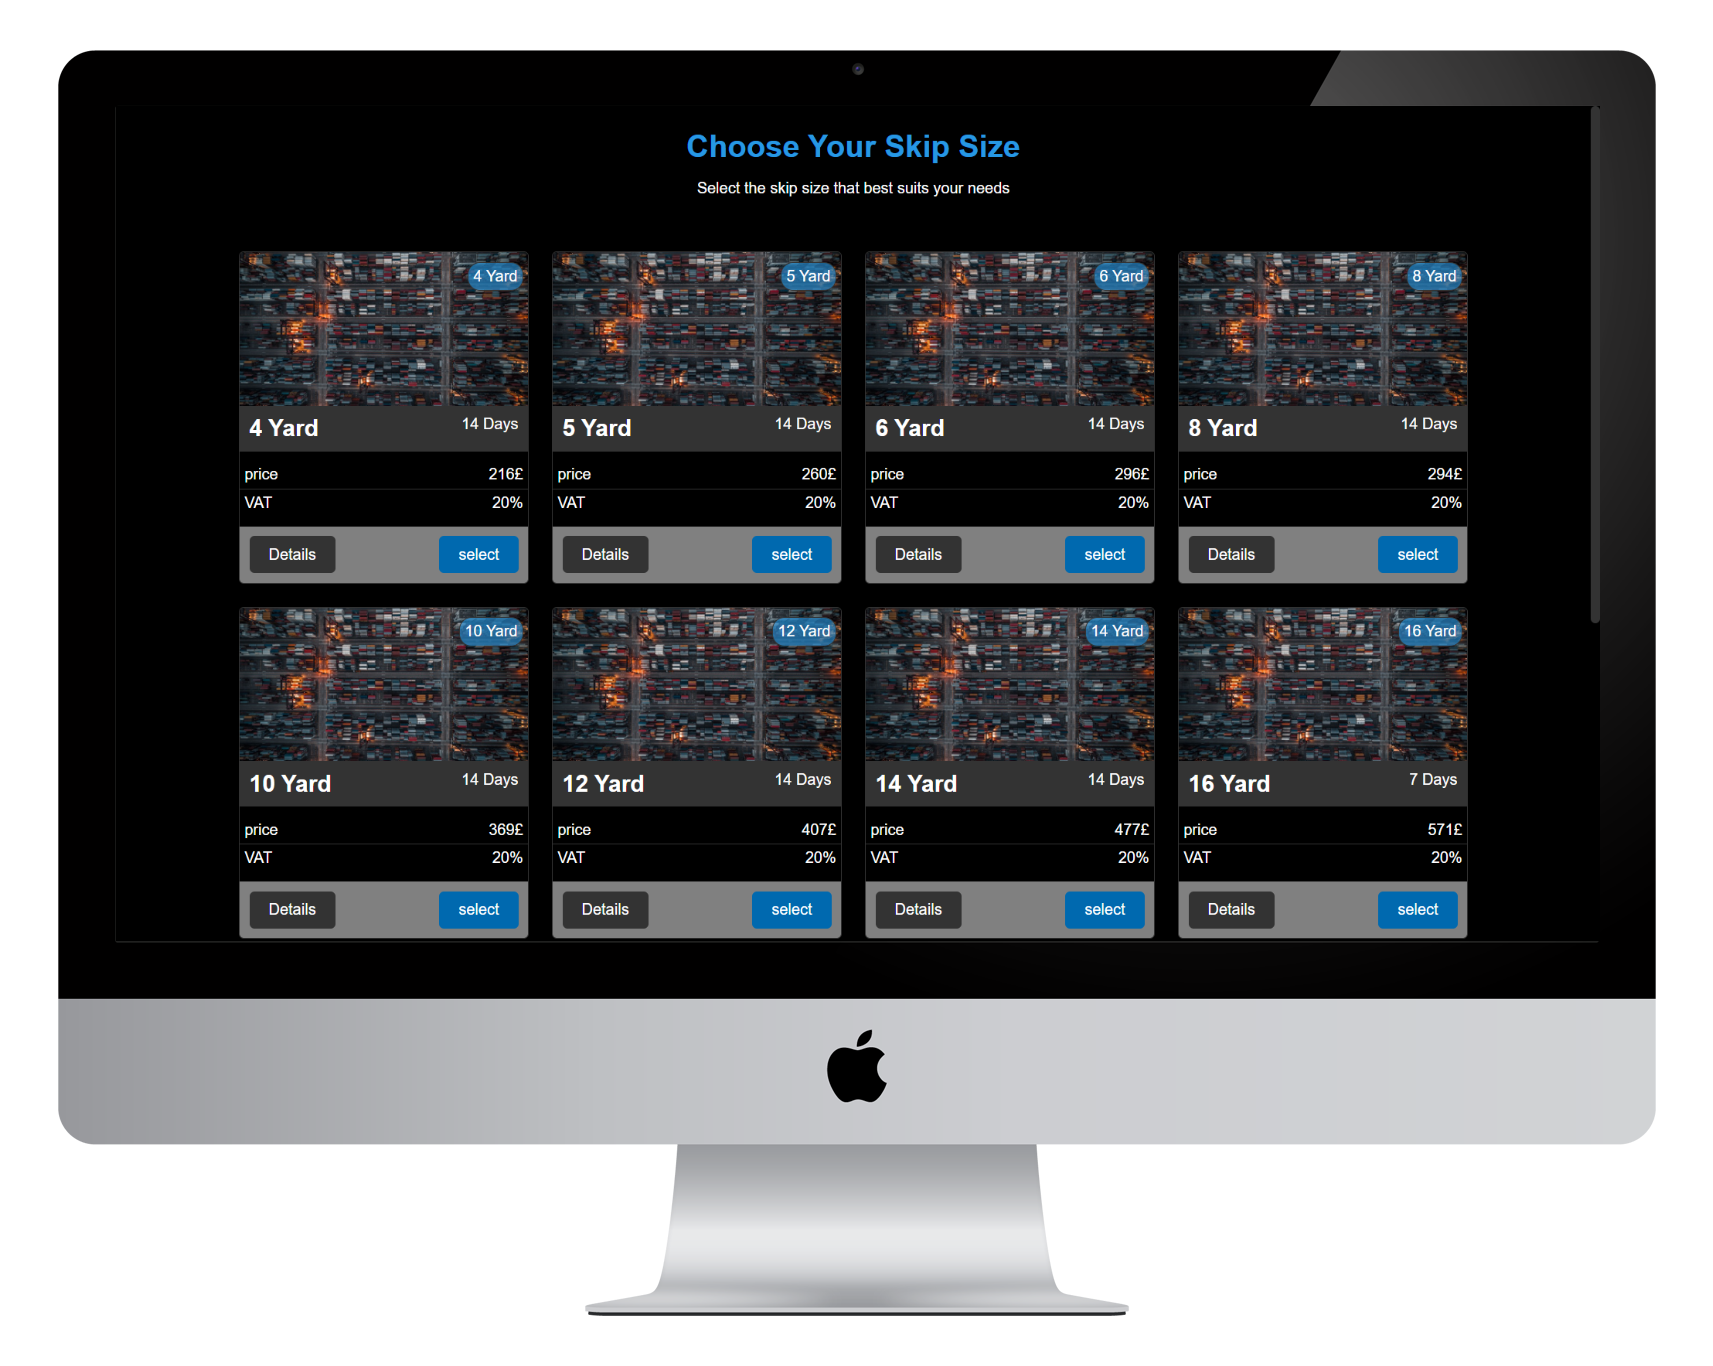 Choose Your Skip Size
Select the skip size that best suits your needs
4 Yard 5 Yard 6 Yard 8 Yard
4 Yard 14 Days 5 Yard 14 Days 6 Yard 14 Days 8 Yard 14 Days
price 216£ price 260£ price 296£ price 294£
VAT 20% VAT 20% VAT 20% VAT 20%
Details select Details select Details select Details select
10 Yard 12 Yard 14 Yard 16 Yard
10 Yard 14 Days 12 Yard 14 Days 14 Yard 14 Days 16 Yard 7 Days
price 369£ price 407£ price 477£ price 571£
VAT 20% VAT 20% VAT 20% VAT 20%
Details select Details select Details select Details select